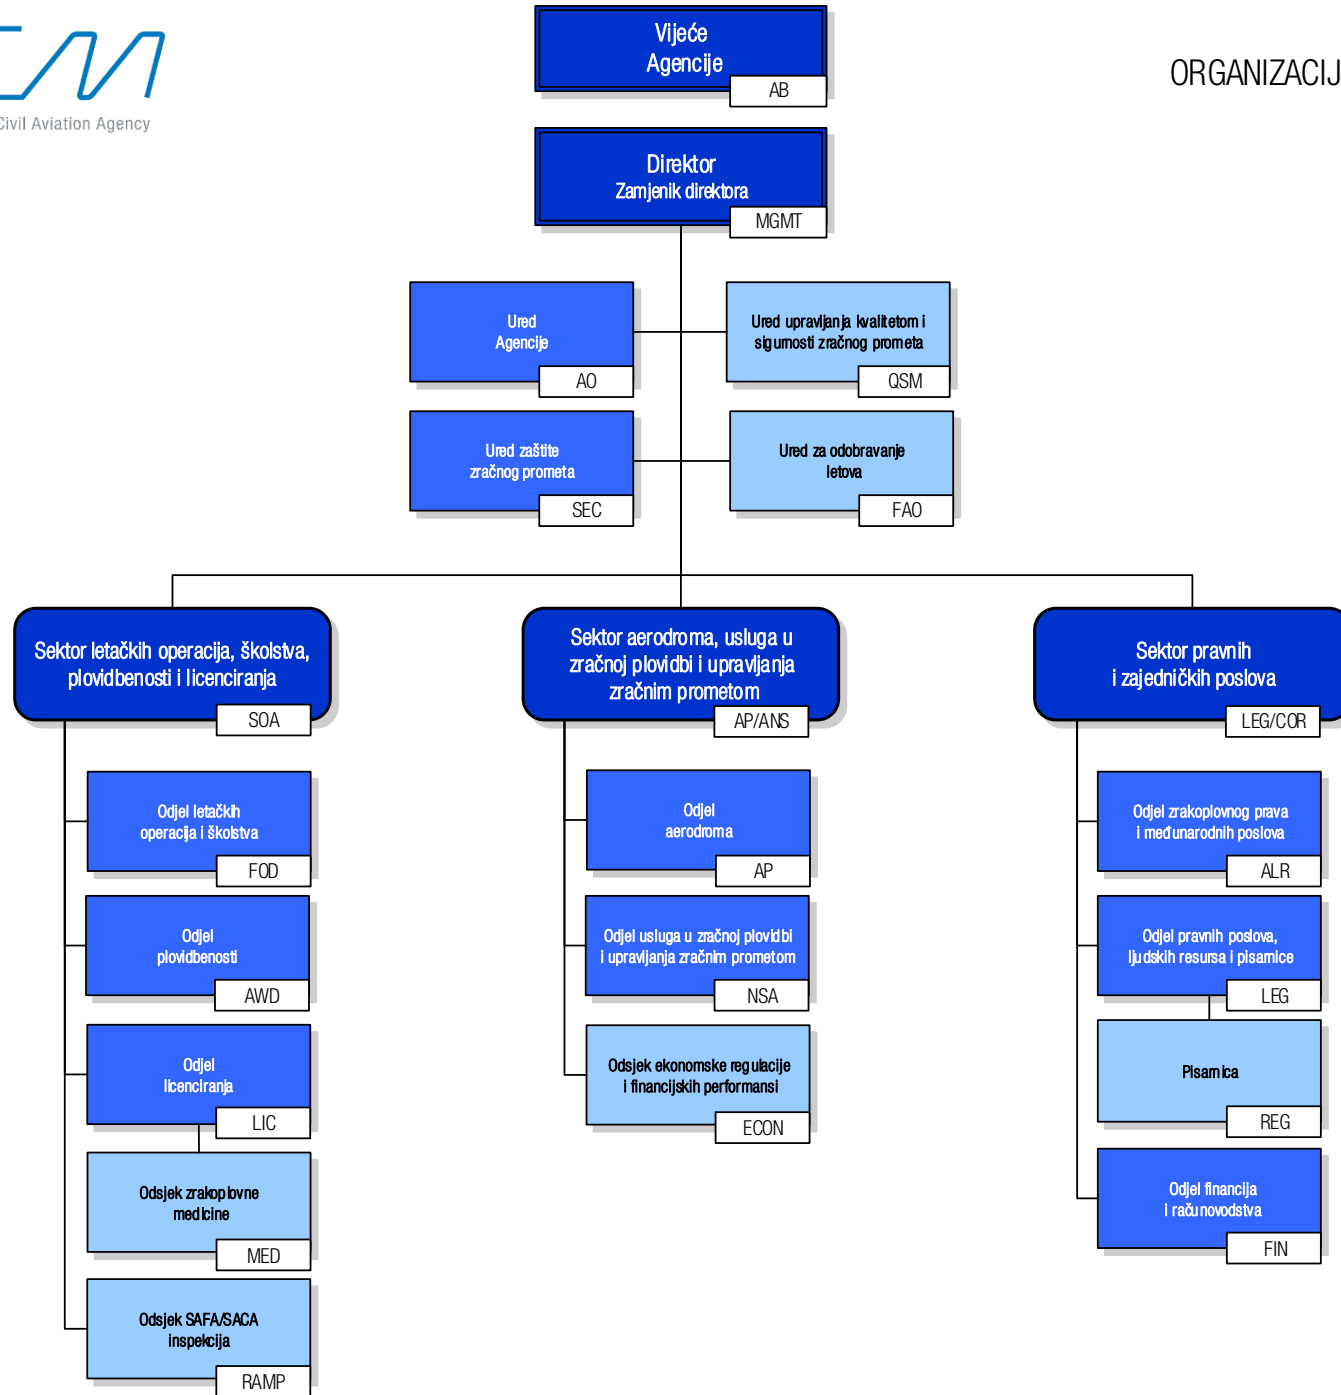 Civil Aviation Agency
ORGANIZACIJ
Vijeće
Agencije
AB
Direktor
Zamjenik direktora
MGMT
Ured
Agencije
AO
Ured upravljanja kvalitetom i
sigurnosti zračnog prometa
QSM
Ured zaštite
zračnog prometa
SEC
Ured za odobravanje
letova
FAO
Sektor letačkih operacija, školstva,
plovidbenosti i licenciranja
SOA
Odjel letačkih
operacija i školstva
FOD
Odjel
plovidbenosti
AWD
Odjel
licenciranja
LIC
Odsjek zrakoplovne
medicine
MED
Odsjek SAFA/SACA
inspekcija
RAMP
Sektor aerodroma, usluga u
zračnoj plovidbi i upravljanja
zračnim prometom
AP/ANS
Odjel
aerodroma
AP
Odjel usluga u zračnoj plovidbi
i upravljanja zračnim prometom
NSA
Odsjek ekonomske regulacije
i financijskih performansi
ECON
Sektor pravnih
i zajedničkih poslova
LEG/COR
Odjel zrakoplovnog prava
i međunarodnih poslova
ALR
Odjel pravnih poslova,
ljudskih resursa i pisarnice
LEG
Pisarnica
REG
Odjel financija
i računovodstva
FIN